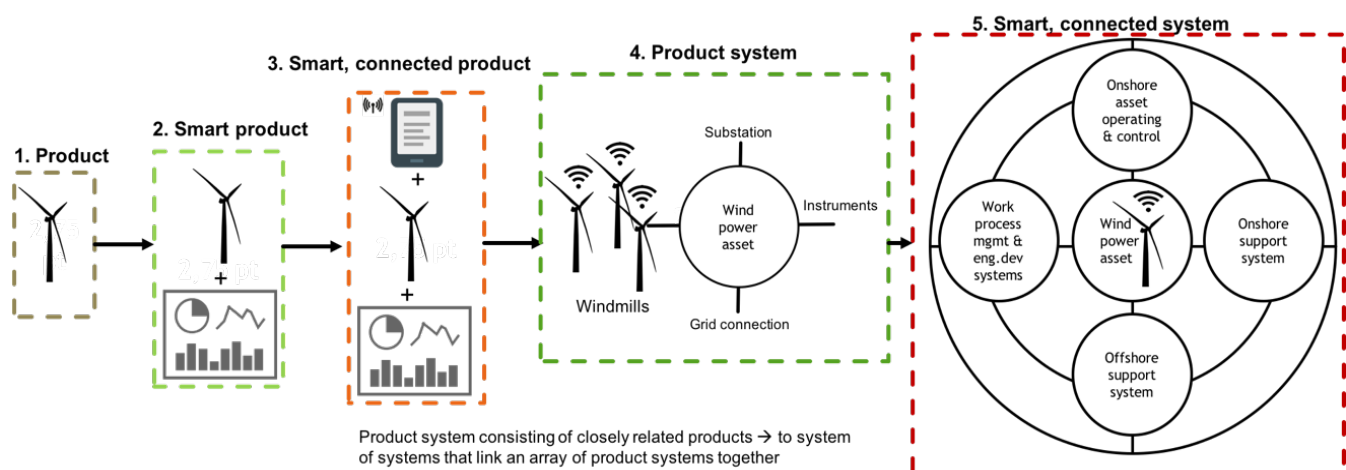 1. Product
2. Smart product
+
3. Smart, connected product
+
+
4. Product system
Windmills
Substation
Wind
power
asset
Instruments
Grid connection
5. Smart, connected system
Onshore
asset
operating
& control
Work
process
mgmt &
eng.dev
systems
Wind
power
asset
Onshore
support
system
Offshore
support
system
Product system consisting of closely related products → to system
of systems that link an array of product systems together